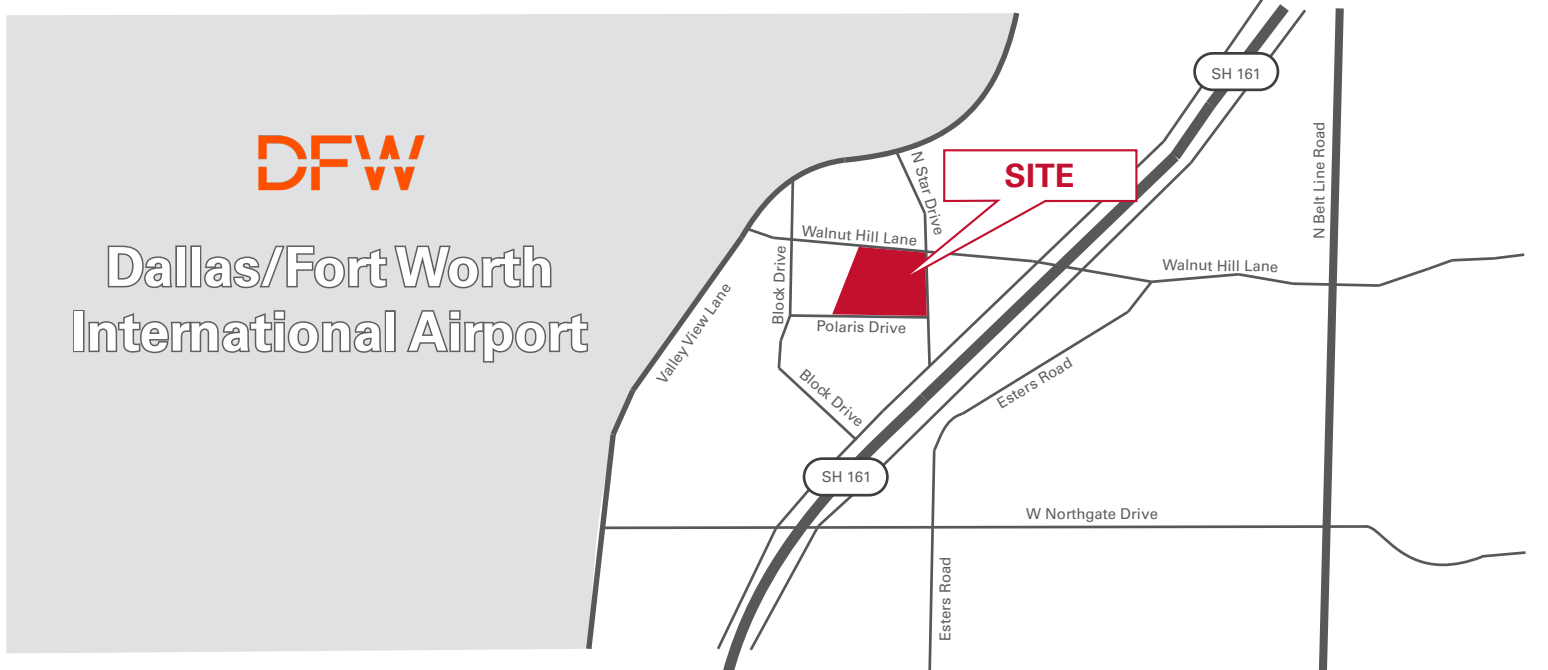 SH 161
DFW
N Belt Line Road
N Star Drive
SITE
Walnut Hill Lane
Dallas/Fort Worth
International Airport
Walnut Hill Lane
Block Drive
Valley View Lane
Polaris Drive
Block Drive
Esters Road
SH 161
W Northgate Drive
Esters Road